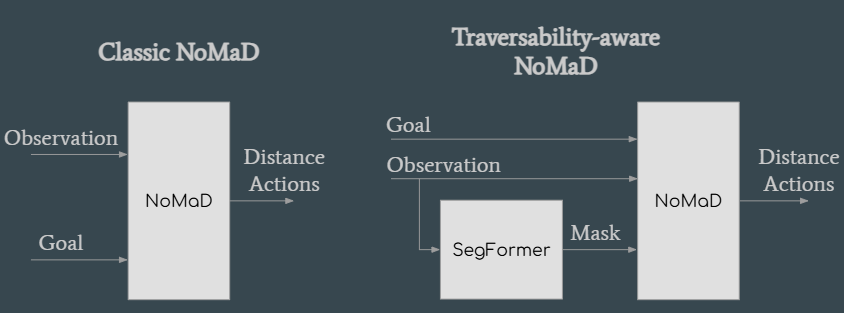 Classic NoMaD
Observation
Goal
NoMaD
Distance
Actions
Traversability-aware
NoMaD
Goal
Observation
SegFormer
Mask
NoMaD
Distance
Actions